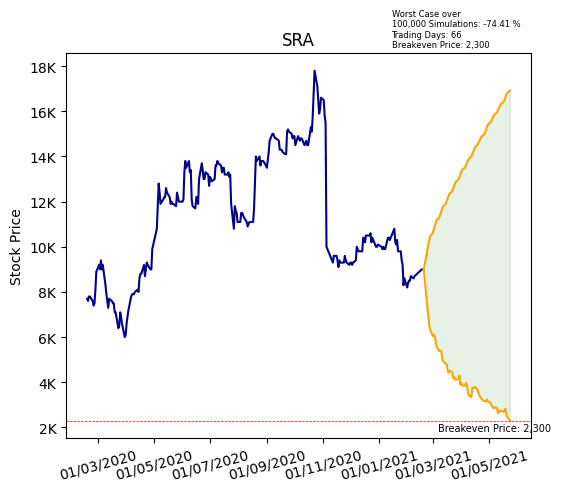 Worst Case over
100,000 Simulations: -74.41 %
Trading Days: 66
Breakeven Price: 2,300
SRA
18K
16K
14K
12K
10K
8K
6K
4K
2K
Stock Price
Breakeven Price: 2,300
01/03/2020
01/05/2020
01/07/2020
01/09/2020
01/11/2020
01/01/2021
01/03/2021
01/05/2021